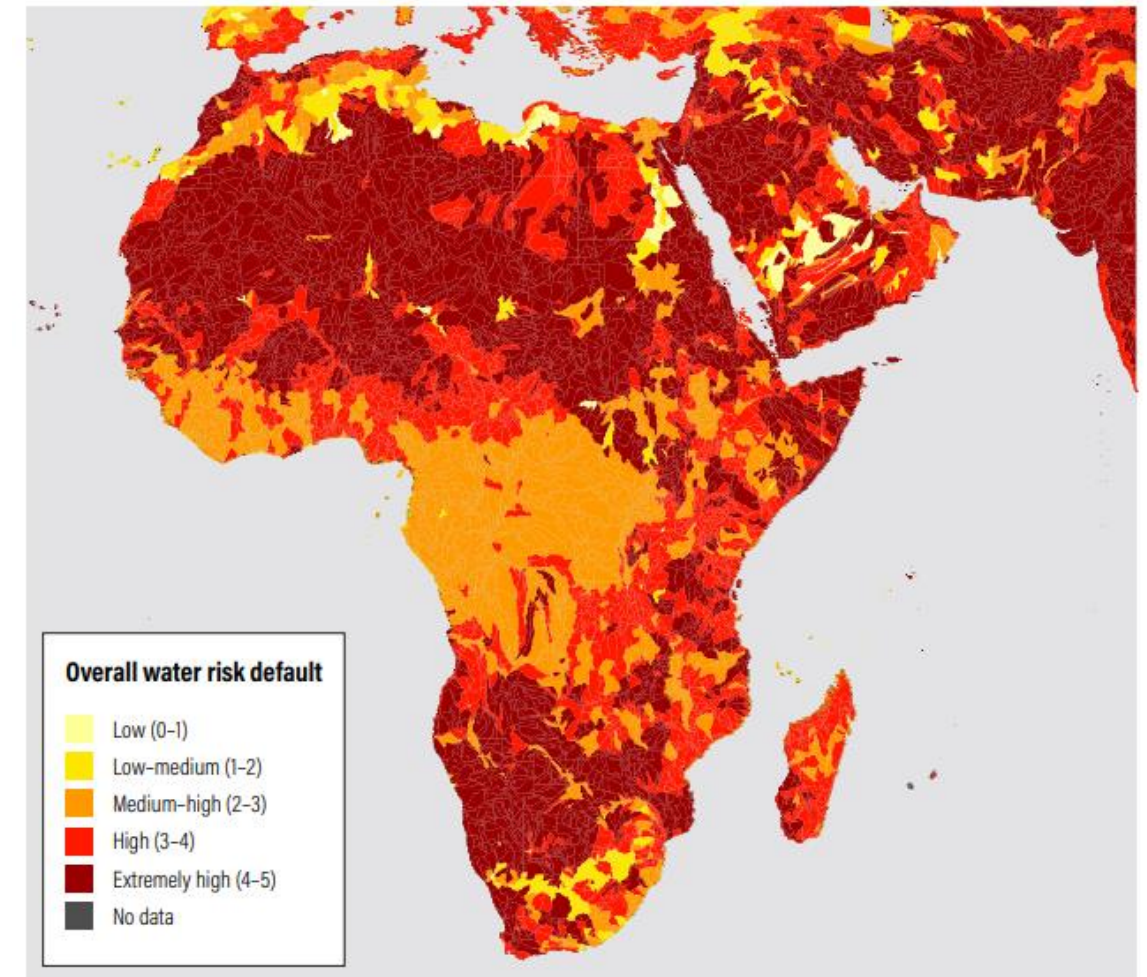 Overall water risk default
Low (0–1)
Low–medium (1–2)
Medium–high (2–3)
High (3–4)
Extremely high (4–5)
No data